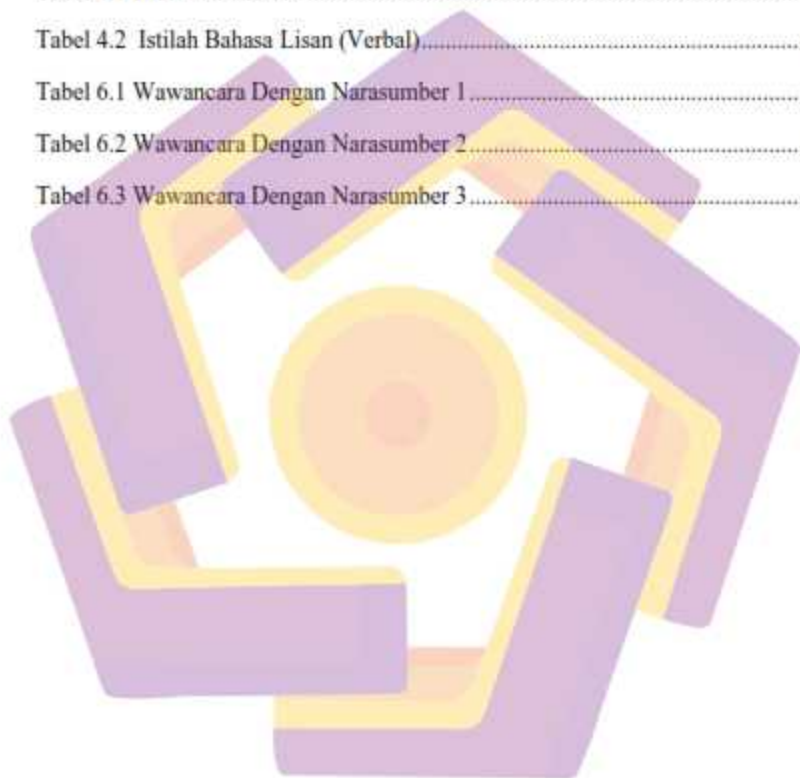 Tabel 4.2 Istilah Bahasa Lisan (Verbal)..............................................................
Tabel 6.1 Wawancara Dengan Narasumber 1..............................................................
Tabel 6.2 Wawancara Dengan Narasumber 2..............................................................
Tabel 6.3 Wawancara Dengan Narasumber 3..............................................................